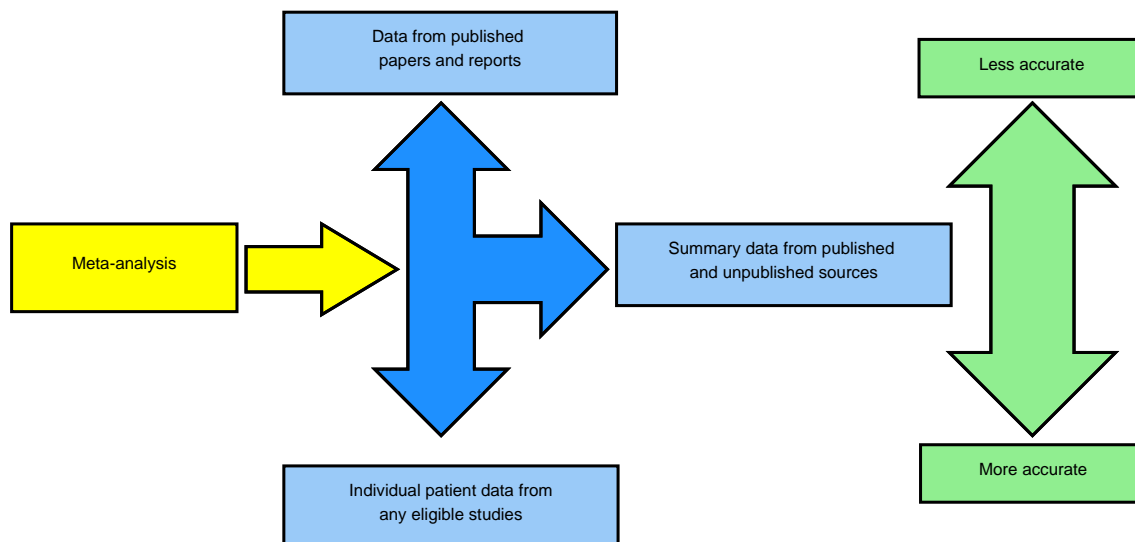 Data from published
papers and reports
Less accurate
Meta-analysis
Summary data from published
and unpublished sources
Individual patient data from
any eligible studies
More accurate